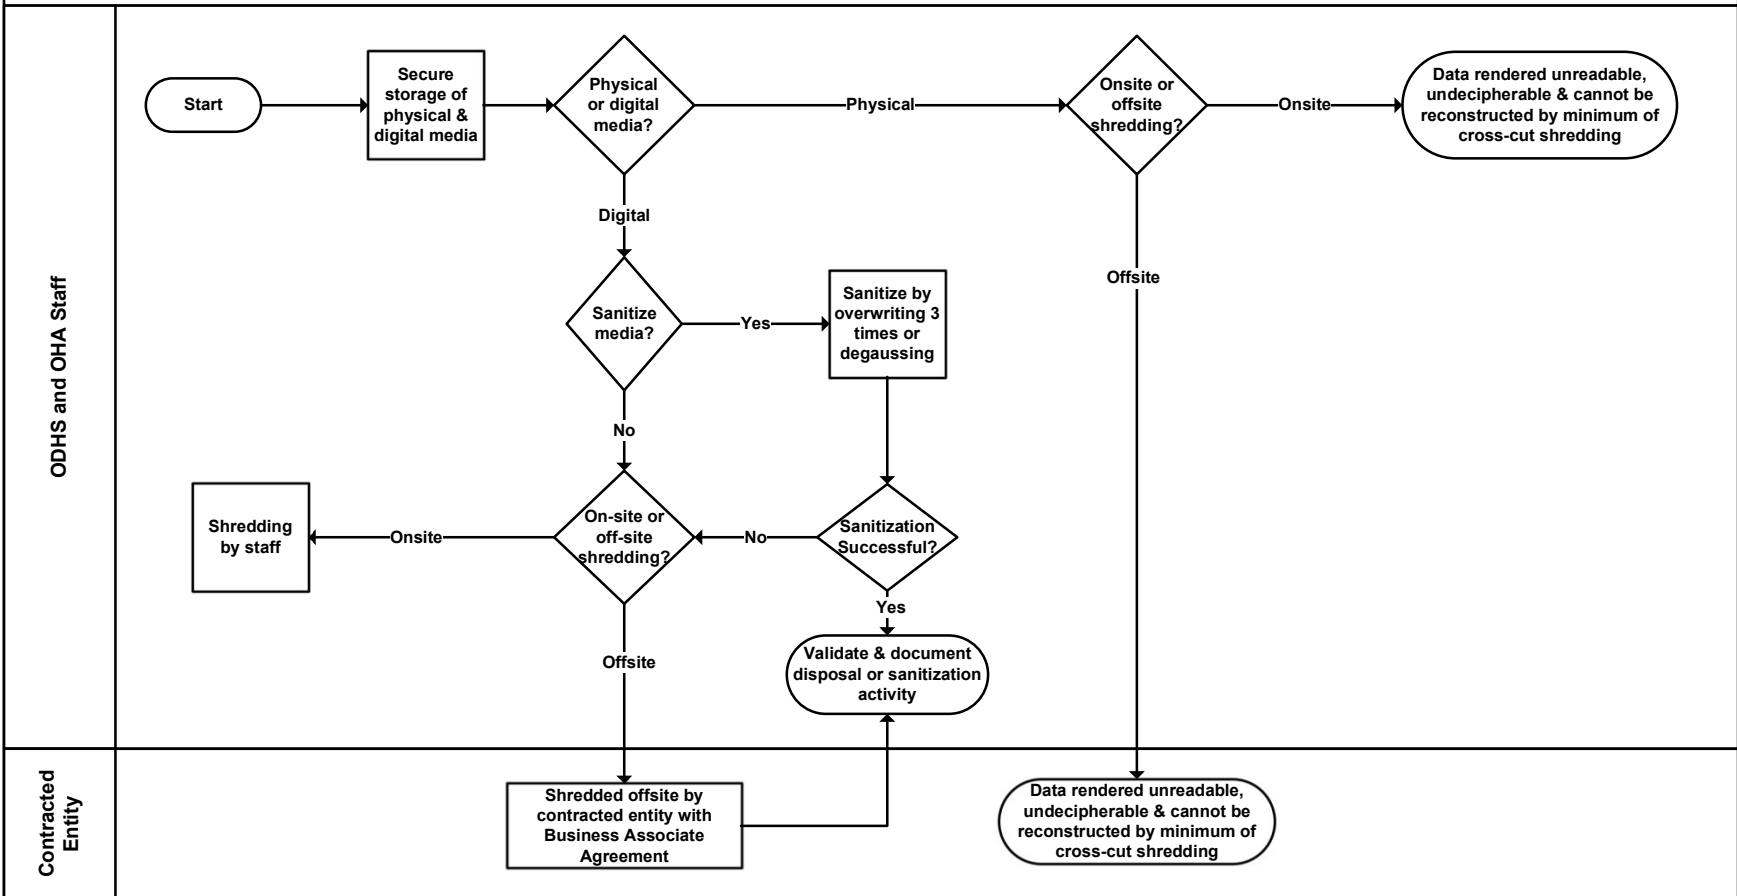 ODHS and OHA Staff
Start
Secure
storage of
physical &
digital media
Physical
or digital
media?
Physical
Onsite or
offsite
shredding?
Onsite
Data rendered unreadable,
undecipherable & cannot be
reconstructed by minimum of
cross-cut shredding
Digital
Offsite
Sanitize
media?
Yes
Sanitize by
overwriting 3
times or
degaussing
No
Shredding
by staff
Onsite
On-site or
off-site
shredding?
No
Sanitization
Successful?
Yes
Offsite
Validate & document
disposal or sanitization
activity
Contracted
Entity
Shredded offsite by
contracted entity with
Business Associate
Agreement
Data rendered unreadable,
undecipherable & cannot be
reconstructed by minimum of
cross-cut shredding